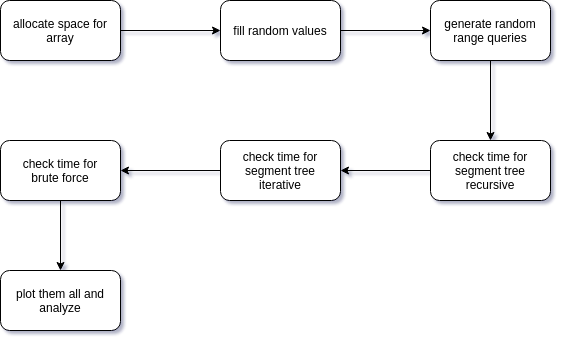 allocate space for
array
fill random values
generate random
range queries
check time for
segment tree
recursive
check time for
segment tree
iterative
check time for
brute force
plot them all and
analyze